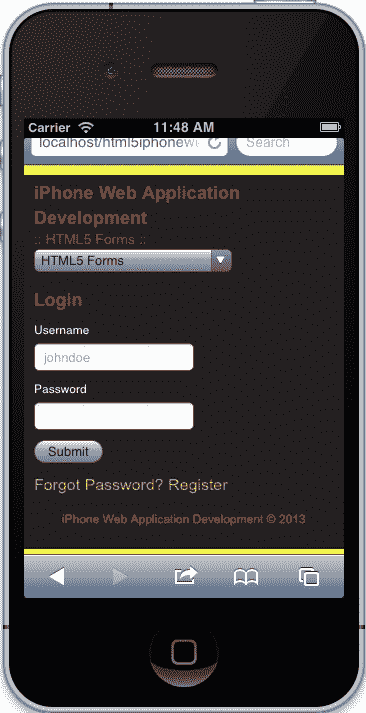 Carrier 11:48 AM
localhost/html5iphonew Search
iPhone Web Application
Development
:: HTML5 Forms ::
HTML5 Forms
Login
Username
johndoe
Password
Submit
Forgot Password? Register
iPhone Web Application Development © 2013